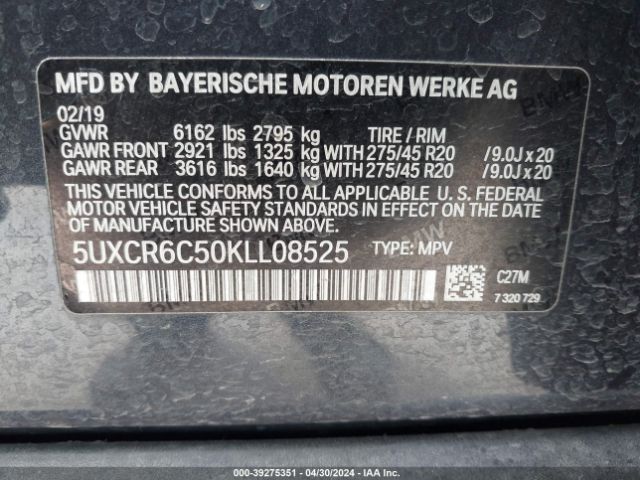 MFD BY BAYERISCHE MOTOREN WERKE AG
02/19
GVWR 6162 lbs 2795 kg TIRE / RIM
GAWR FRONT 2921 lbs 1325 kg WITH 275/45 R20 /9.0J x 20
GAWR REAR 3616 lbs 1640 kg WITH 275/45 R20 /9.0J x 20
THIS VEHICLE CONFORMS TO ALL APPLICABLE U. S. FEDERAL
MOTOR VEHICLE SAFETY STANDARDS IN EFFECT ON THE DATE
OF MANUFACTURE SHOWN ABOVE.
5UXCR6C50KLL08525 TYPE: MPV
C27M
7 320 729
000-39275351 | 04/30/2024 | IAA Inc.